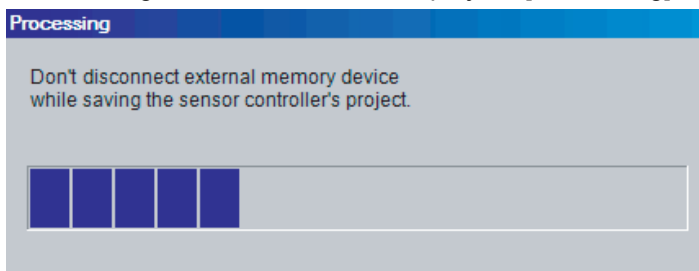 Processing
Don't disconnect external memory device
while saving the sensor controller's project.